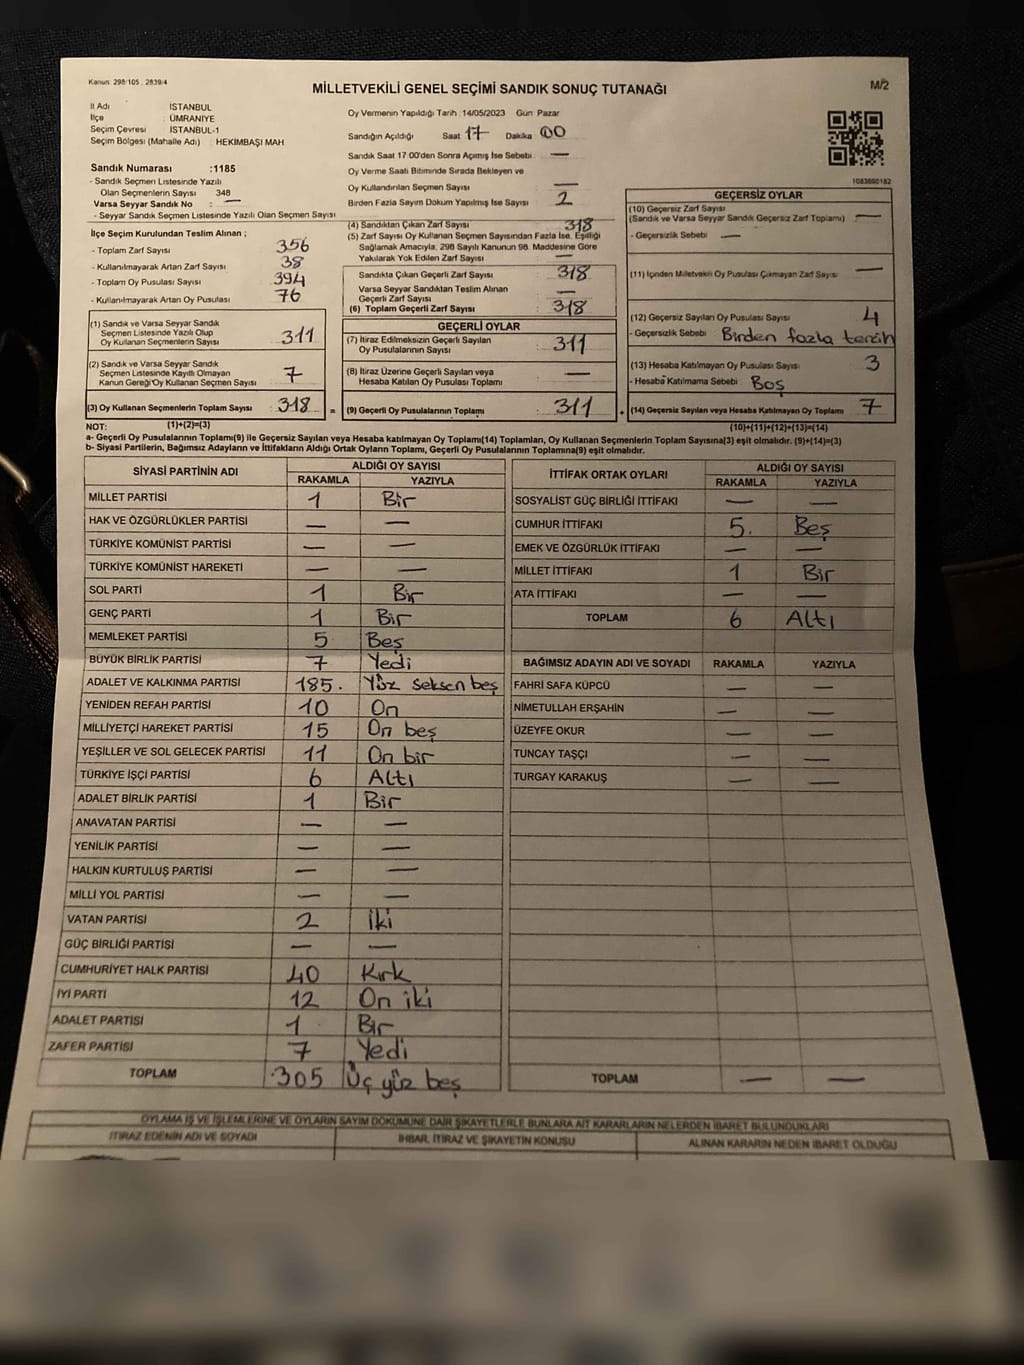 Kanun: 298/105, 2839/4
MİLLETVEKİLİ GENEL SEÇİMİ SANDIK SONUÇ TUTANAĞI
M/2
İl Adı : İSTANBUL
İlçe : ÜMRANİYE
Seçim Çevresi : İSTANBUL-1
Seçim Bölgesi (Mahalle Adı) : HEKİMBAŞI MAH
Sandık Numarası :1185
- Sandık Seçmen Listesinde Yazılı
Olan Seçmenlerin Sayısı : 348
Varsa Seyyar Sandık No : —
- Seyyar Sandık Seçmen Listesinde Yazılı Olan Seçmen Sayısı
İlçe Seçim Kurulundan Teslim Alınan ;
- Toplam Zarf Sayısı : 356
- Kullanılmayarak Artan Zarf Sayısı : 38
- Toplam Oy Pusulası : 394
- Kullanılmayarak Artan Oy Pusulası : 76
(1) Sandık ve Varsa Seyyar Sandık
Seçmen Listesinde Yazılı Olup
Oy Kullanan Seçmenlerin Sayısı : 311
(2) Sandık ve Varsa Seyyar Sandık
Seçmen Listesinde Kayıtlı Olmayan
Kanun Gereği Oy Kullanan Seçmen Sayısı : 7
(3) Oy Kullanan Seçmenlerin Toplam Sayısı : 318
Oy Vermenin Yapıldığı Tarih : 14/05/2023 Gün Pazar
Sandığın Açıldığı Saat 17 Dakika 00
Sandık Saat 17:00'den Sonra Açımış İse Sebebi : —
Oy Verme Saati Bitiminde Sırada Bekleyen ve
Oy Kullandırılan Seçmen Sayısı : —
Birden Fazla Sayım Döküm Yapılmış İse Sayısı : 2
(4) Sandıktan Çıkan Zarf Sayısı : 318
(5) Zarf Sayısı Oy Kullanan Seçmen Sayısından Fazla İse, Eşitliği
Sağlamak Amacıyla, 298 Sayılı Kanunun 98. Maddesine Göre
Yakılarak Yok Edilen Zarf Sayısı : —
Sandıkta Çıkan Geçerli Zarf Sayısı : 318
Varsa Seyyar Sandıktan Teslim Alınan
Geçerli Zarf Sayısı : —
(6) Toplam Geçerli Zarf Sayısı : 318
GEÇERLİ OYLAR
(7) İtiraz Edilmeksizin Geçerli Sayılan
Oy Pusulalarının Sayısı : 311
(8) İtiraz Üzerine Geçerli Sayılan veya
Hesaba Katılan Oy Pusulası Toplamı : —
= (9) Geçerli Oy Pusulalarının Toplamı : 311
1083660182
GEÇERSİZ OYLAR
(10) Geçersiz Zarf Sayısı
(Sandık ve Varsa Seyyar Sandık Geçersiz Zarf Toplamı) : —
- Geçersizlik Sebebi : —
(11) İçinden Milletvekili Oy Pusulası Çıkmayan Zarf Sayısı : —
(12) Geçersiz Sayılan Oy Pusulası Sayısı : 4
- Geçersizlik Sebebi : Birden fazla tercih
(13) Hesaba Katılmayan Oy Pusulası Sayısı : 3
- Hesaba Katılmama Sebebi : Boş
+ (14) Geçersiz Sayılan veya Hesaba Katılmayan Oy Toplamı : 7
NOT: (1)+(2)=(3) (10)+(11)+(12)+(13)=(14)
a- Geçerli Oy Pusulalarının Toplamı(9) ile Geçersiz Sayılan veya Hesaba katılmayan Oy Toplam(14) Toplamları, Oy Kullanan Seçmenlerin Toplam Sayısına(3) eşit olmalıdır. (9)+(14)=(3)
b- Siyasi Partilerin, Bağımsız Adayların ve İttifakların Aldığı Ortak Oyların Toplamı, Geçerli Oy Pusulalarının Toplamına(9) eşit olmalıdır.
SİYASİ PARTİNİN ADI ALDIĞI OY SAYISI
RAKAMLA YAZIYLA
MİLLET PARTİSİ 1 Bir
HAK VE ÖZGÜRLÜKLER PARTİSİ — —
TÜRKİYE KOMÜNİST PARTİSİ — —
TÜRKİYE KOMÜNİST HAREKETİ — —
SOL PARTİ 1 Bir
GENÇ PARTİ 1 Bir
MEMLEKET PARTİSİ 5 Beş
BÜYÜK BİRLİK PARTİSİ 7 Yedi
ADALET VE KALKINMA PARTİSİ 185. Yüz seksen beş
YENİDEN REFAH PARTİSİ 10 On
MİLLİYETÇİ HAREKET PARTİSİ 15 On beş
YEŞİLLER VE SOL GELECEK PARTİSİ 11 On bir
TÜRKİYE İŞÇİ PARTİSİ 6 Altı
ADALET BİRLİK PARTİSİ 1 Bir
ANAVATAN PARTİSİ — —
YENİLİK PARTİSİ — —
HALKIN KURTULUŞ PARTİSİ — —
MİLLİ YOL PARTİSİ — —
VATAN PARTİSİ 2 İki
GÜÇ BİRLİĞİ PARTİSİ — —
CUMHURİYET HALK PARTİSİ 40 Kırk
İYİ PARTİ 12 On iki
ADALET PARTİSİ 1 Bir
ZAFER PARTİSİ 7 Yedi
TOPLAM 305 Üç yüz beş
İTTİFAK ORTAK OYLARI ALDIĞI OY SAYISI
RAKAMLA YAZIYLA
SOSYALİST GÜÇ BİRLİĞİ İTTİFAKI — —
CUMHUR İTTİFAKI 5. Beş
EMEK VE ÖZGÜRLÜK İTTİFAKI — —
MİLLET İTTİFAKI 1 Bir
ATA İTTİFAKI — —
TOPLAM 6 Altı
BAĞIMSIZ ADAYIN ADI VE SOYADI RAKAMLA YAZIYLA
FAHRİ SAFA KÜPCÜ — —
NİMETULLAH ERŞAHİN — —
ÜZEYFE OKUR — —
TUNCAY TAŞÇI — —
TURGAY KARAKUŞ — —
TOPLAM — —
OYLAMA İŞ VE İŞLEMLERİNE VE OYLARIN SAYIM DÖKÜMÜNE DAİR ŞİKAYETLERLE BUNLARA AİT KARARLARIN NELERDEN İBARET BULUNDUKLARI
İTİRAZ EDENİN ADI VE SOYADI İHBAR, İTİRAZ VE ŞİKAYETİN KONUSU ALINAN KARARIN NEDEN İBARET OLDUĞU